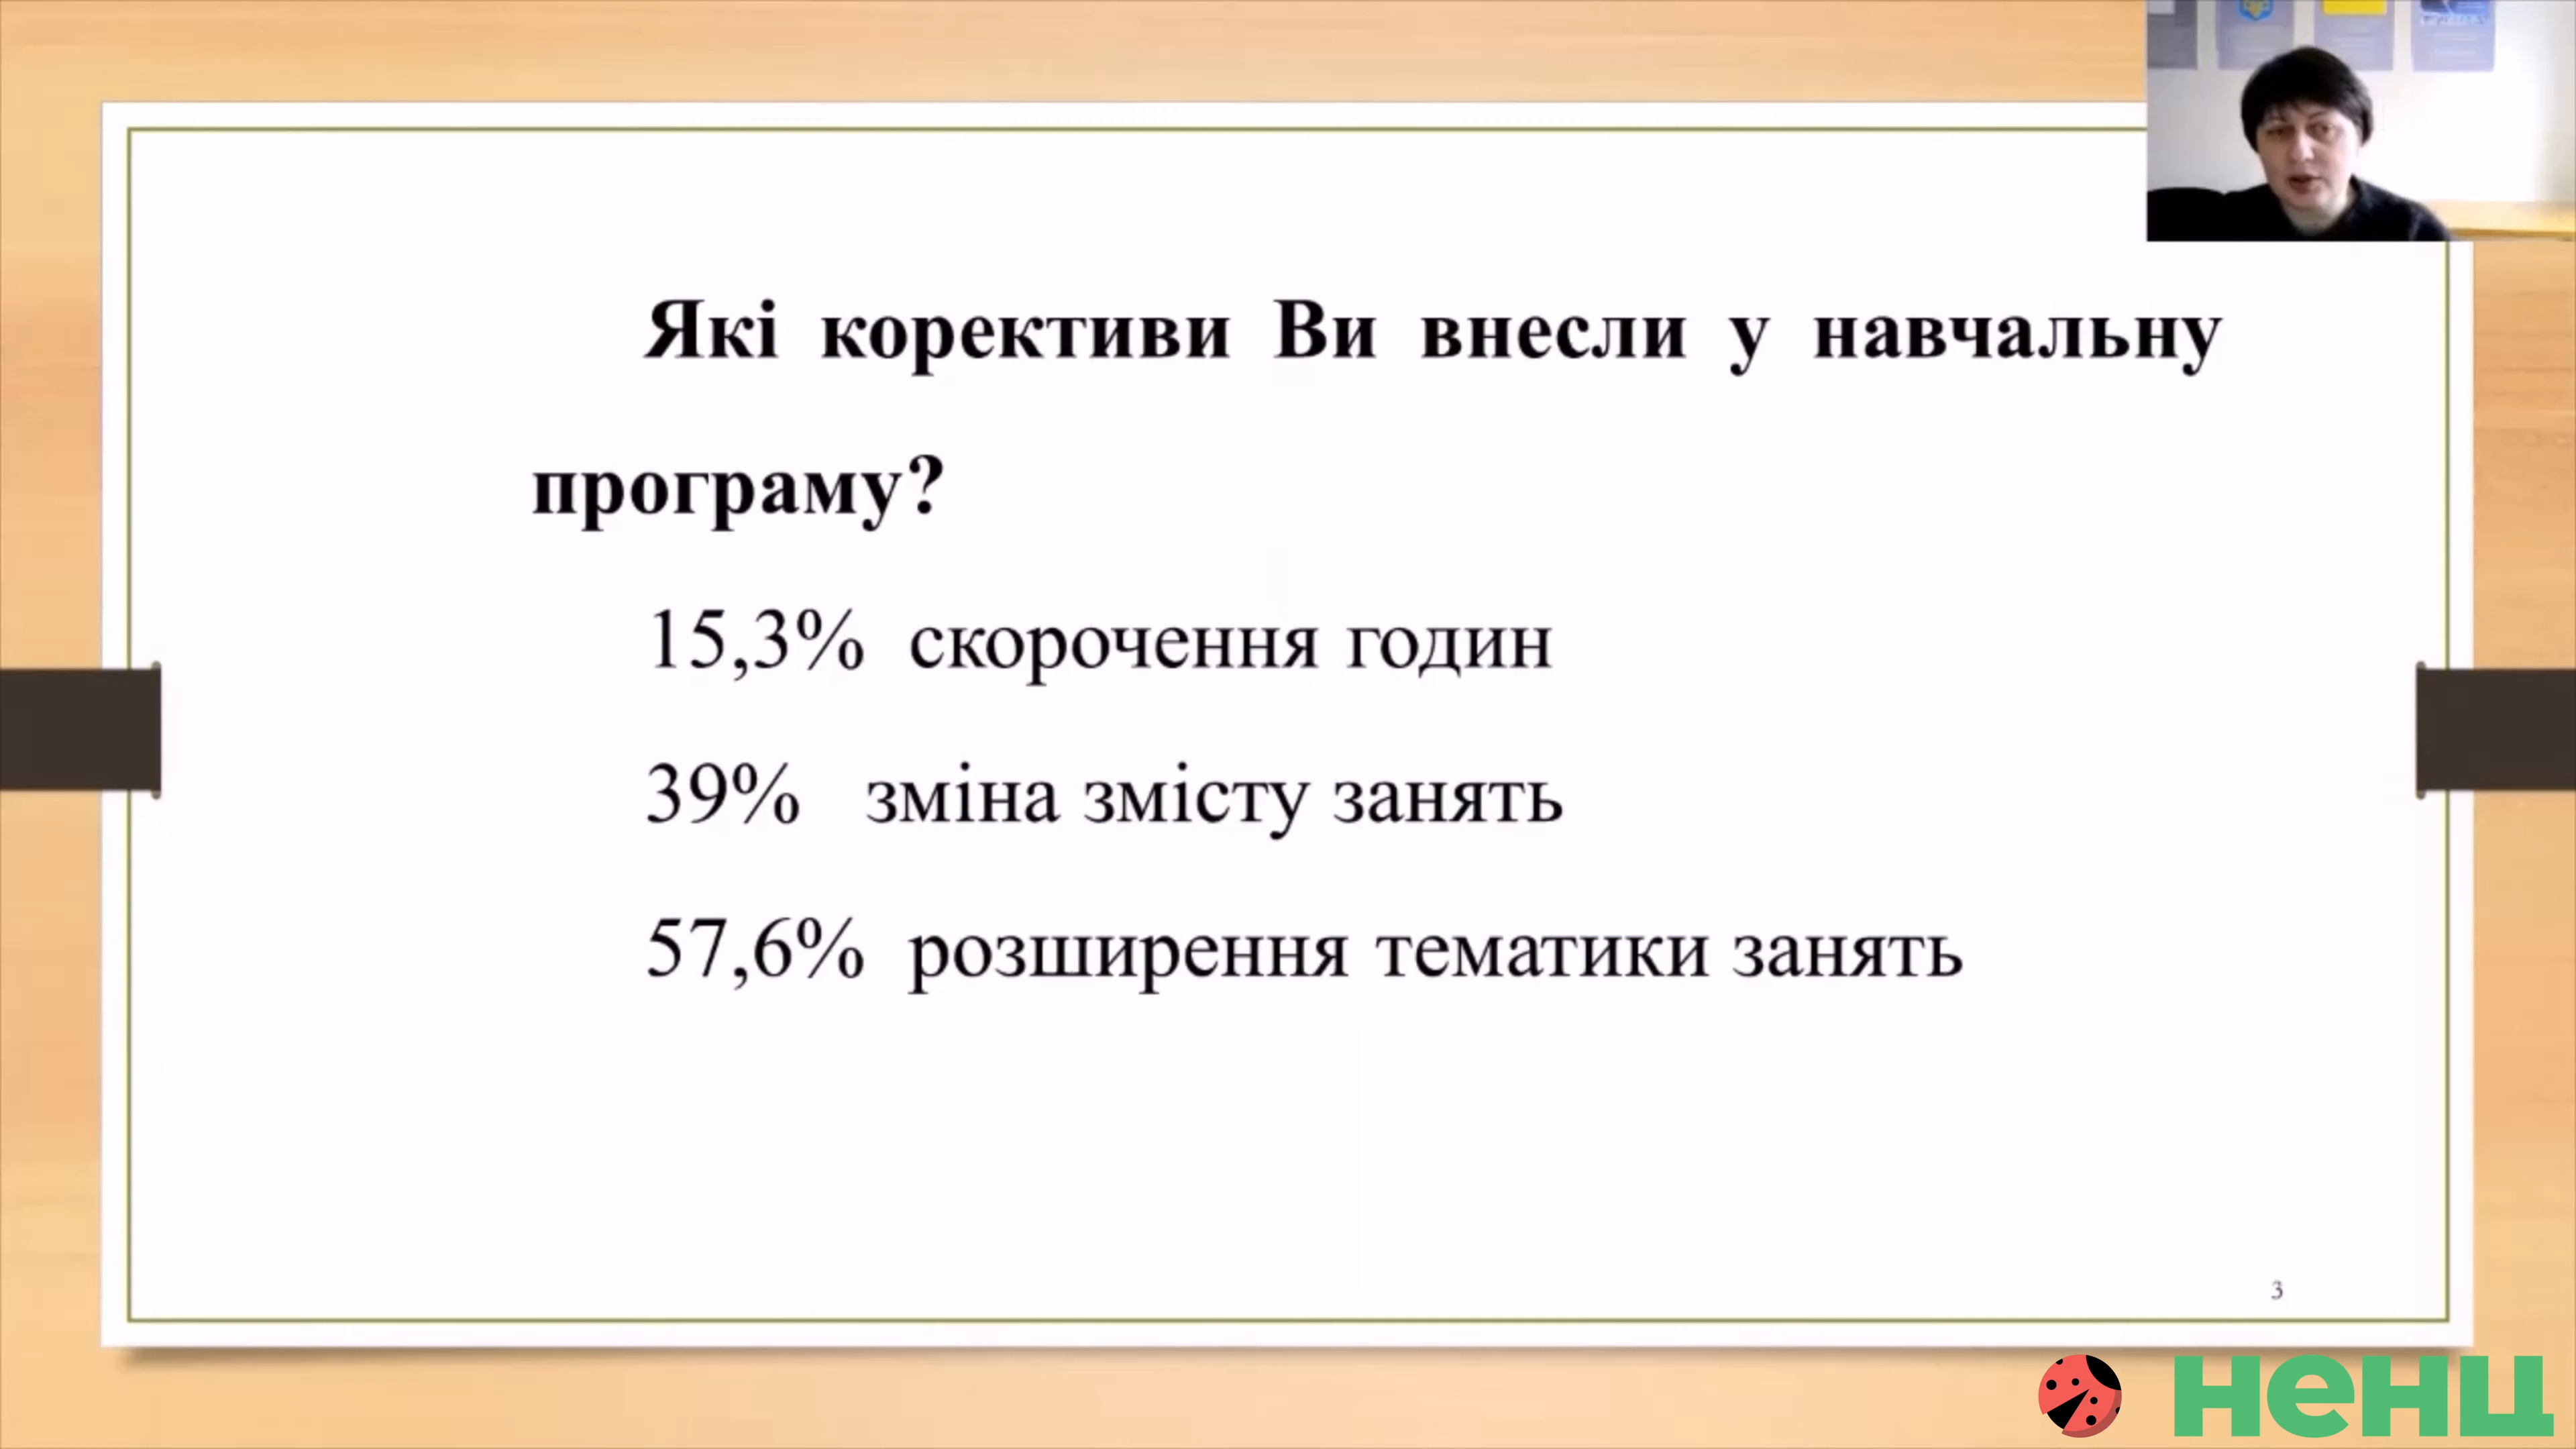 Які корективи Ви внесли у навчальну
програму?
15,3% скорочення годин
39% зміна змісту занять
57,6% розширення тематики занять
3
ненц